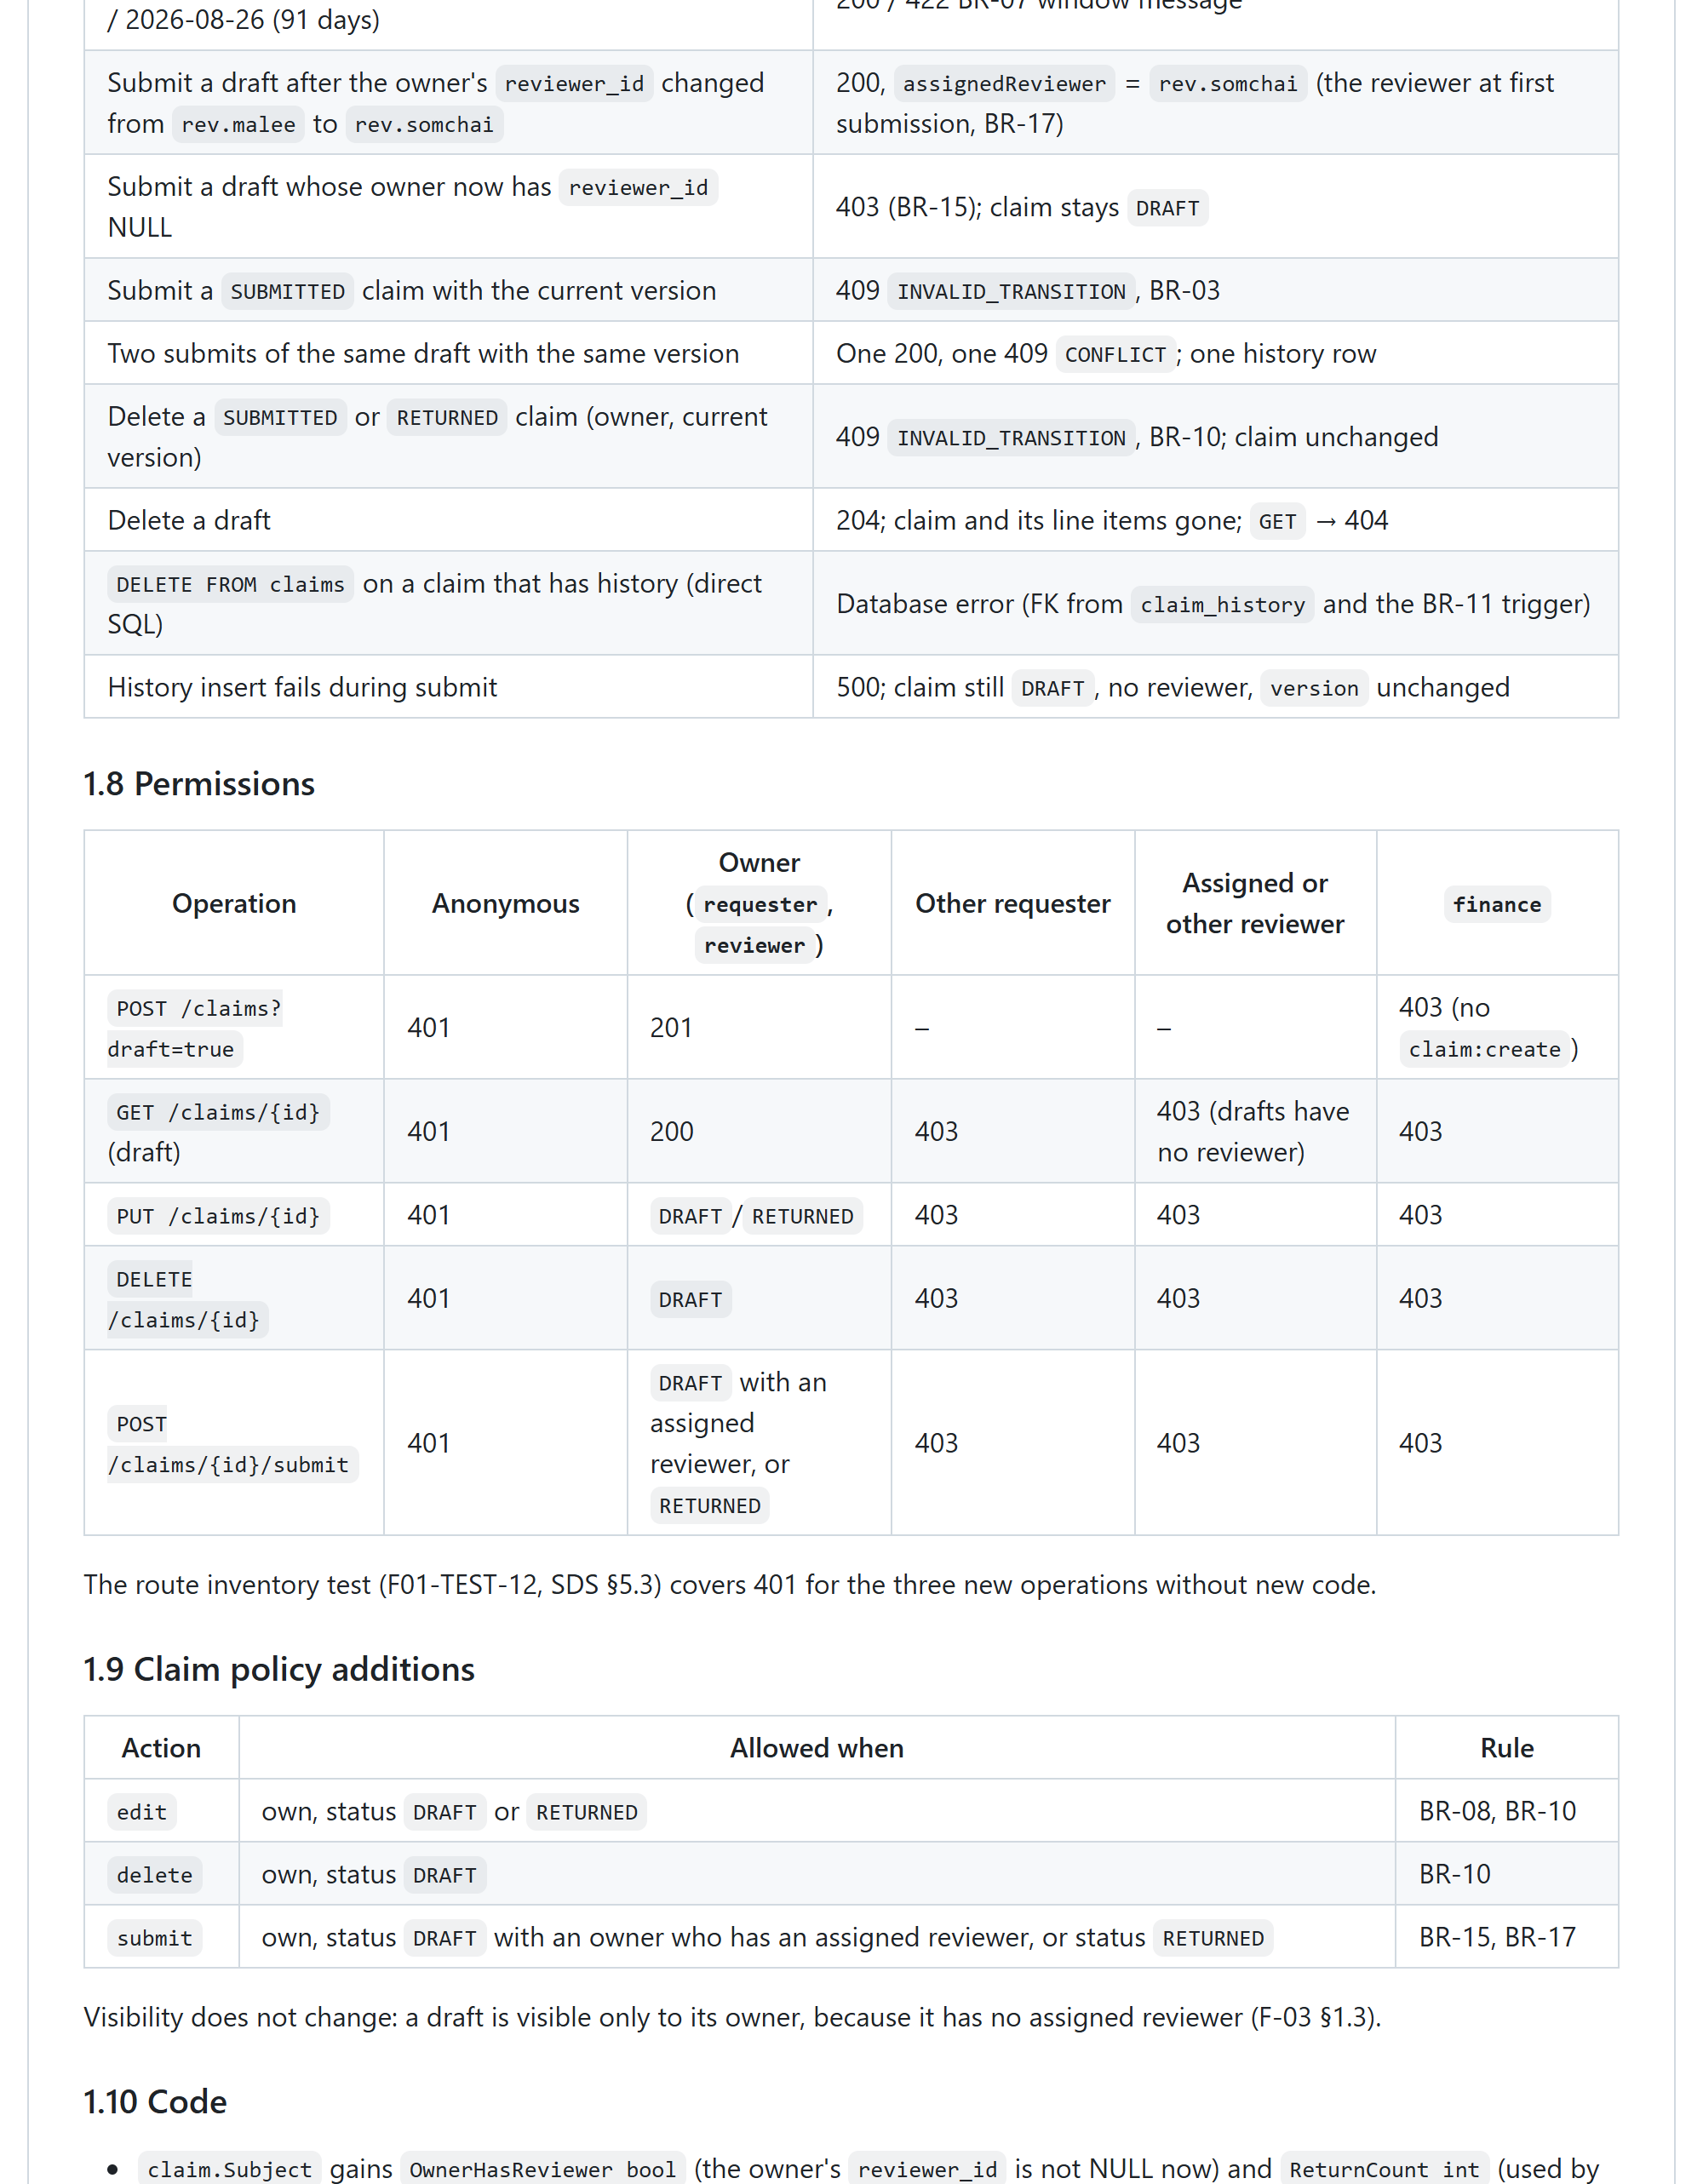 / 2026-08-26 (91 days)
200 / 422 BR-07 window message
Submit a draft after the owner's reviewer_id changed
from rev.malee to rev.somchai
200, assignedReviewer = rev.somchai (the reviewer at first
submission, BR-17)
Submit a draft whose owner now has reviewer_id
NULL
403 (BR-15); claim stays DRAFT
Submit a SUBMITTED claim with the current version
409 INVALID_TRANSITION, BR-03
Two submits of the same draft with the same version
One 200, one 409 CONFLICT; one history row
Delete a SUBMITTED or RETURNED claim (owner, current
version)
409 INVALID_TRANSITION, BR-10; claim unchanged
Delete a draft
204; claim and its line items gone; GET → 404
DELETE FROM claims on a claim that has history (direct
SQL)
Database error (FK from claim_history and the BR-11 trigger)
History insert fails during submit
500; claim still DRAFT, no reviewer, version unchanged
1.8 Permissions
Operation
Anonymous
Owner
(requester,
reviewer)
Other requester
Assigned or
other reviewer
finance
POST /claims?
draft=true
401
201
–
–
403 (no
claim:create)
GET /claims/{id}
(draft)
401
200
403
403 (drafts have
no reviewer)
403
PUT /claims/{id}
401
DRAFT/RETURNED
403
403
403
DELETE
/claims/{id}
401
DRAFT
403
403
403
POST
/claims/{id}/submit
401
DRAFT with an
assigned
reviewer, or
RETURNED
403
403
403
The route inventory test (F01-TEST-12, SDS §5.3) covers 401 for the three new operations without new code.
1.9 Claim policy additions
Action
Allowed when
Rule
edit
own, status DRAFT or RETURNED
BR-08, BR-10
delete
own, status DRAFT
BR-10
submit
own, status DRAFT with an owner who has an assigned reviewer, or status RETURNED
BR-15, BR-17
Visibility does not change: a draft is visible only to its owner, because it has no assigned reviewer (F-03 §1.3).
1.10 Code
• claim.Subject gains OwnerHasReviewer bool (the owner's reviewer_id is not NULL now) and ReturnCount int (used by